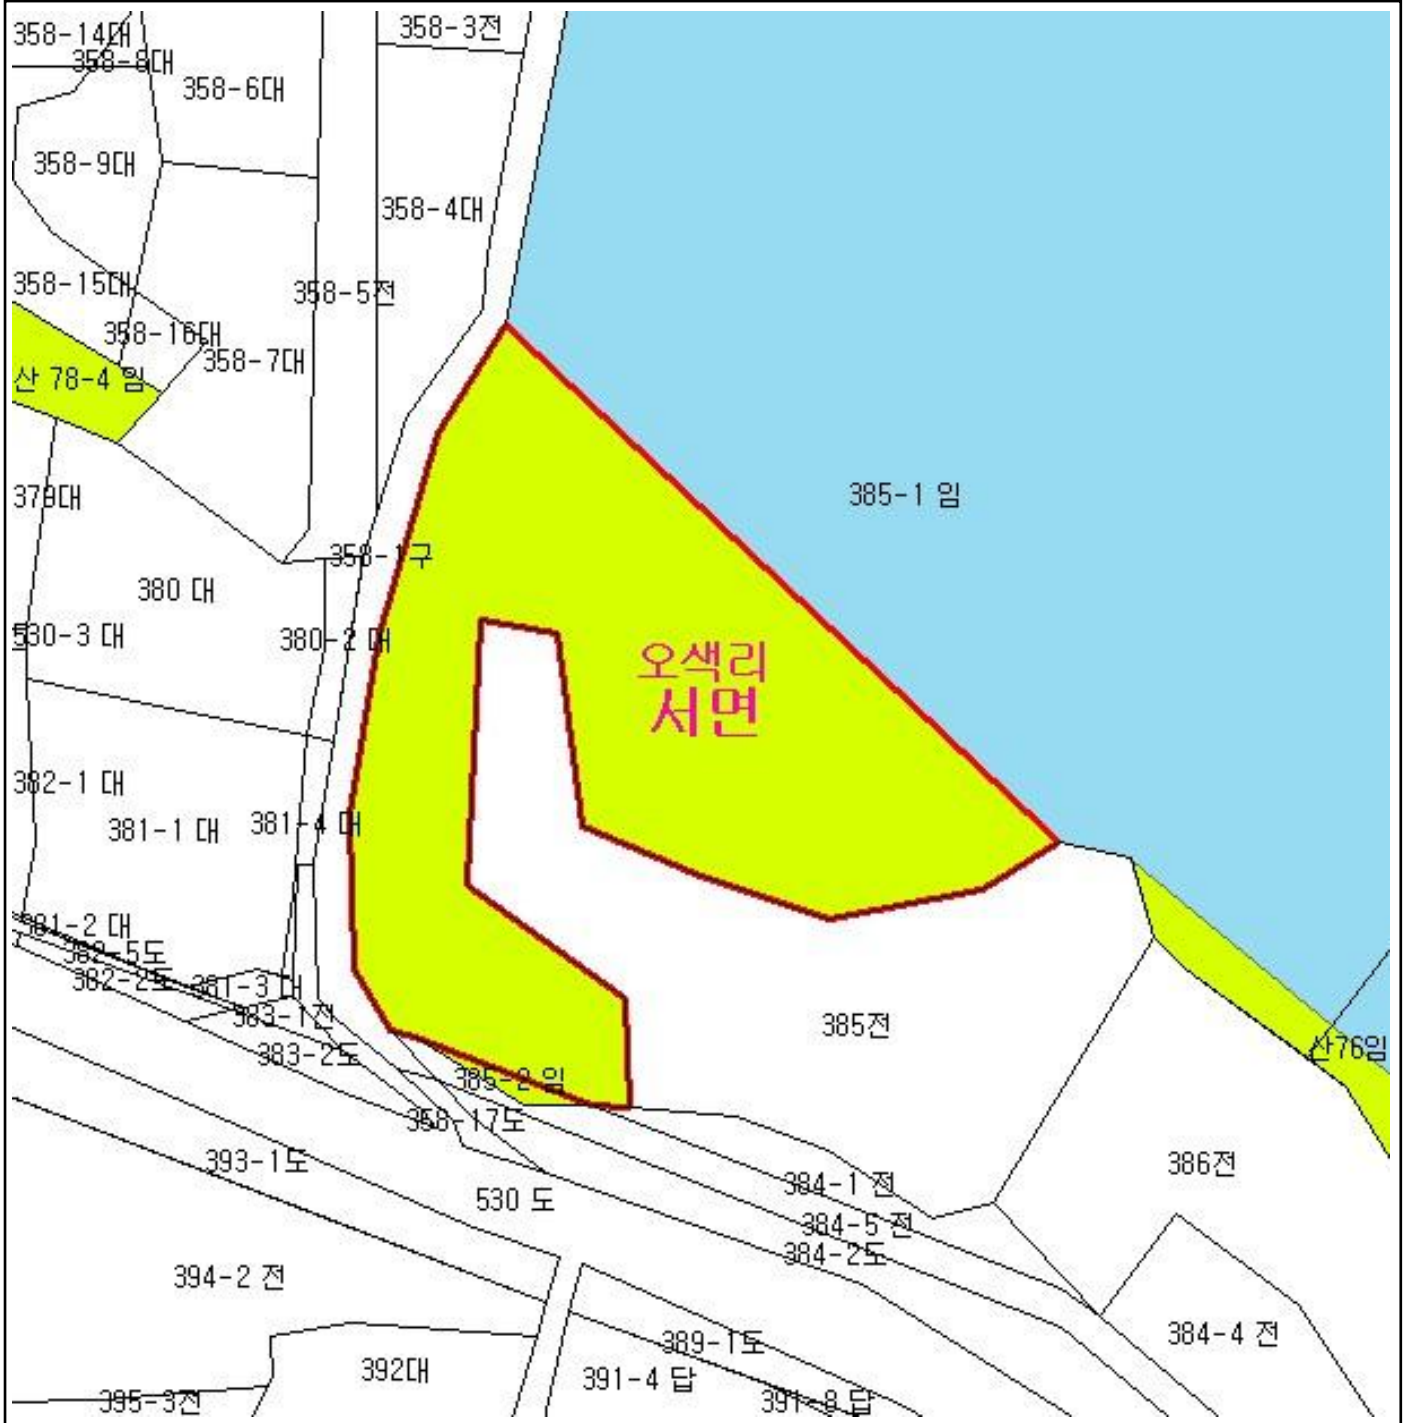 358-14대
358-3전
358-8대
358-6대
358-9대
358-4대
358-15대
358-5전
358-16대
358-7대
산 78-4 임
379대
385-1 임
358-1구
380 대
530-3 대
380-2 대
오색리
서면
382-1 대
381-1 대
381-4 대
381-2 대
382-5도
382-2도
381-3 대
383-1전
385전
383-2도
산76임
385-2 임
358-17도
393-1도
386전
384-1 전
530 도
384-5 전
384-2도
394-2 전
384-4 전
389-1도
392대
391-4 답
395-3전
391-8 답